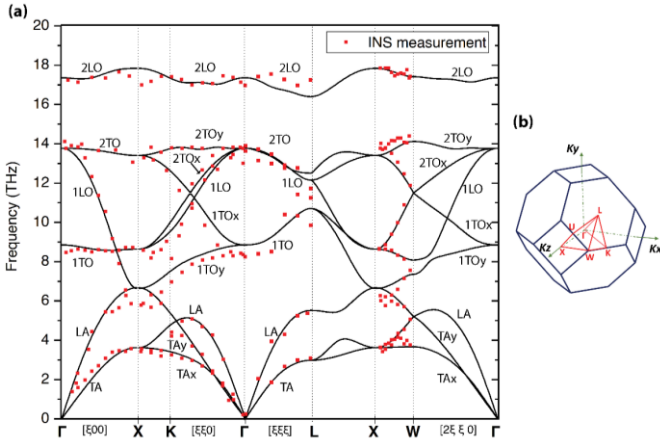 (a)
20
18
16
14
12
10
8
6
4
2
0
Frequency (THz)
INS measurement
2LO 2LO 2LO 2LO
2TO 2TOy 2TO 2TOy
2TOx 2TOx
1LO 1LO 1LO 1LO
1TOx 1TOx
1TO 1TOy 1TO 1TOy
LA LA LA LA
TAy TAy
TA TAx TA TAx
Γ [ξ00] X K [ξξ0] Γ [ξξξ] L X W [2ξ ξ 0] Γ
(b)
Ky
L
U
Γ
Kz
Kx
X
K
W